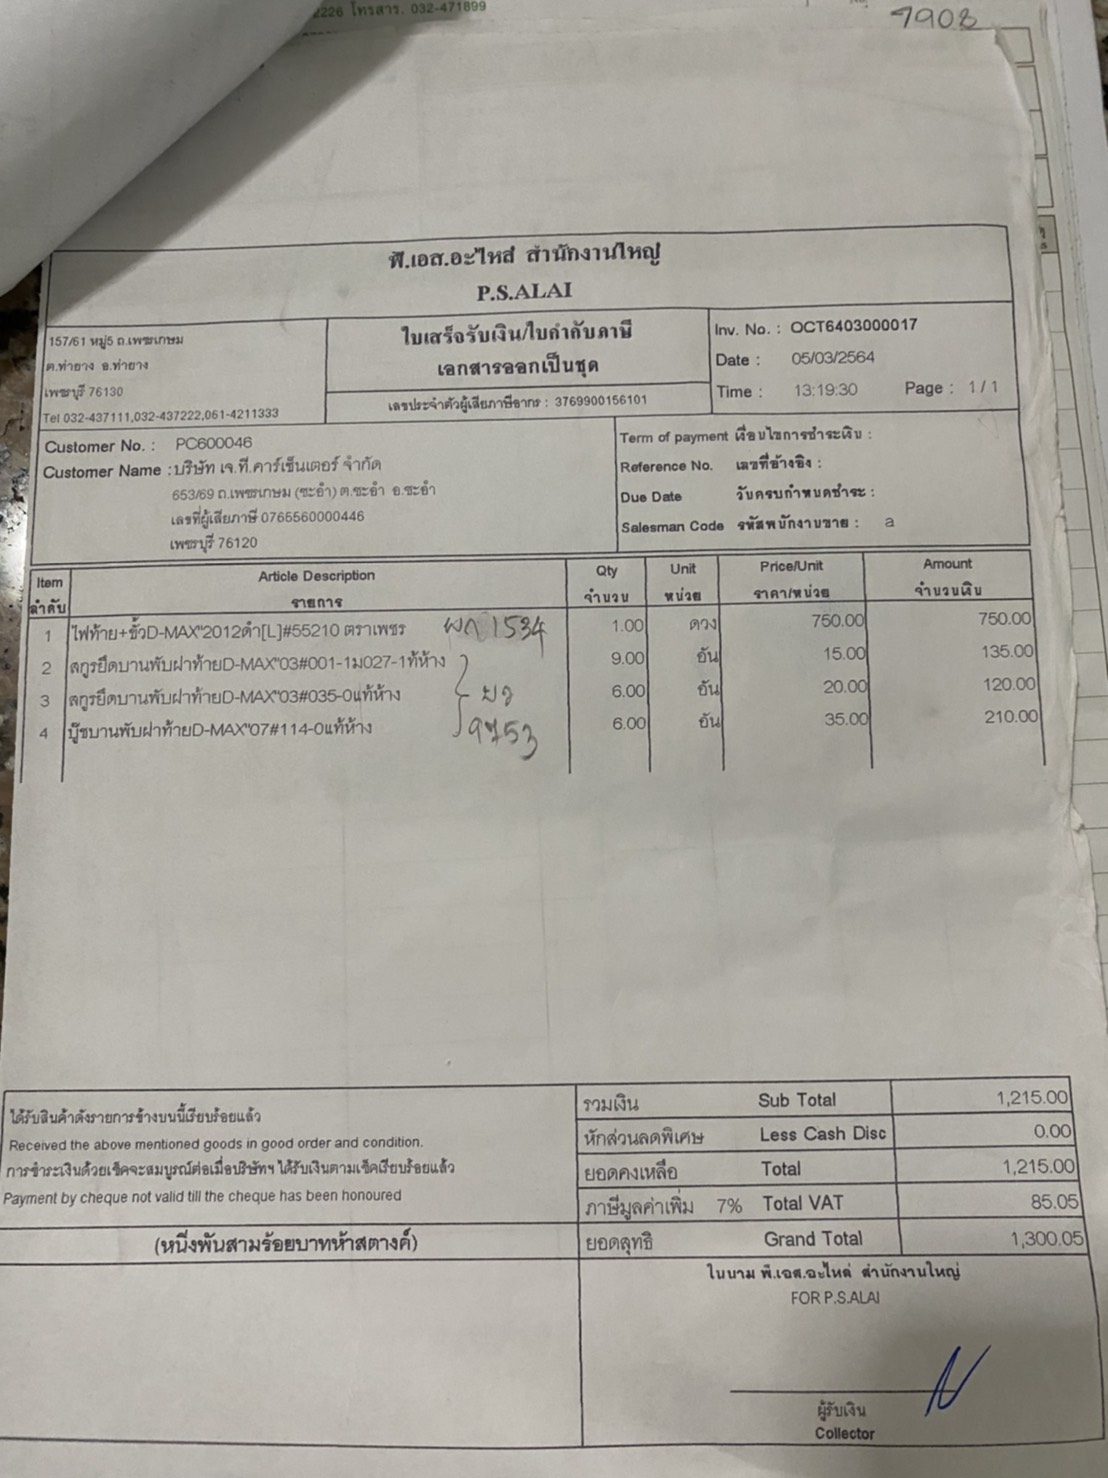 2226 โทรสาร. 032-471899
7908
พี.เอส.อะไหล่ สำนักงานใหญ่
P.S.ALAI
157/61 หมู่5 ถ.เพชรเกษม
ต.ท่ายาง อ.ท่ายาง
เพชรบุรี 76130
Tel 032-437111,032-437222,061-4211333
ใบเสร็จรับเงิน/ใบกำกับภาษี
เอกสารออกเป็นชุด
เลขประจำตัวผู้เสียภาษีอากร : 3769900156101
Inv. No. : OCT6403000017
Date : 05/03/2564
Time : 13:19:30 Page : 1 / 1
Customer No. : PC600046
Customer Name : บริษัท เจ.ที.คาร์เซ็นเตอร์ จำกัด
653/69 ถ.เพชรเกษม (ชะอำ) ต.ชะอำ อ.ชะอำ
เลขที่ผู้เสียภาษี 0765560000446
เพชรบุรี 76120
Term of payment เงื่อนไขการชำระเงิน :
Reference No. เลขที่อ้างอิง :
Due Date วันครบกำหนดชำระ :
Salesman Code รหัสพนักงานขาย : a
Item Article Description Qty Unit Price/Unit Amount
ลำดับ รายการ จำนวน หน่วย ราคา/หน่วย จำนวนเงิน
1 ไฟท้าย+ขั้วD-MAX"2012ดำ[L]#55210 ตราเพชร ผก 1534 1.00 ดวง 750.00 750.00
2 สกรูยึดบานพับฝาท้ายD-MAX"03#001-1ม027-1ท้ห้าง 9.00 อัน 15.00 135.00
3 สกรูยึดบานพับฝาท้ายD-MAX"03#035-0แท้ห้าง 6.00 อัน 20.00 120.00
4 บู๊ชบานพับฝาท้ายD-MAX"07#114-0แท้ห้าง 9753 6.00 อัน 35.00 210.00
ได้รับสินค้าดังรายการข้างบนนี้เรียบร้อยแล้ว
Received the above mentioned goods in good order and condition.
การชำระเงินด้วยเช็คจะสมบูรณ์ต่อเมื่อบริษัทฯ ได้รับเงินตามเช็คเรียบร้อยแล้ว
Payment by cheque not valid till the cheque has been honoured
(หนึ่งพันสามร้อยบาทห้าสตางค์)
รวมเงิน Sub Total 1,215.00
หักส่วนลดพิเศษ Less Cash Disc 0.00
ยอดคงเหลือ Total 1,215.00
ภาษีมูลค่าเพิ่ม 7% Total VAT 85.05
ยอดสุทธิ Grand Total 1,300.05
ในนาม พี.เอส.อะไหล่ สำนักงานใหญ่
FOR P.S.ALAI
ผู้รับเงิน
Collector